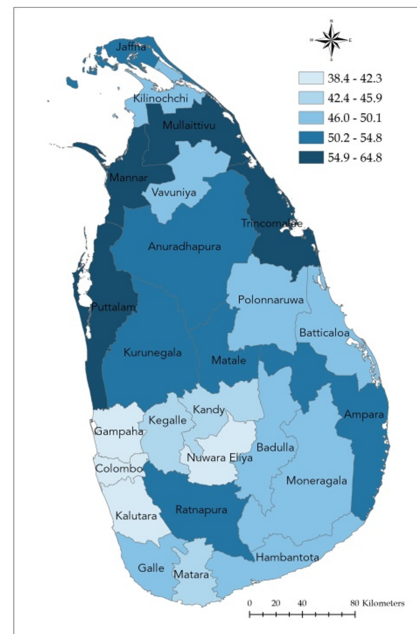 Jaffna
N
W
E
S
38.4 - 42.3
42.4 - 45.9
46.0 - 50.1
50.2 - 54.8
54.9 - 64.8
Kilinochchi
Mullaittivu
Mannar
Vavuniya
Trincomalee
Anuradhapura
Polonnaruwa
Puttalam
Batticaloa
Kurunegala
Matale
Kandy
Ampara
Kegalle
Gampaha
Badulla
Nuwara Eliya
Colombo
Moneragala
Kalutara
Ratnapura
Hambantota
Galle
Matara
0 20 40 80 Kilometers